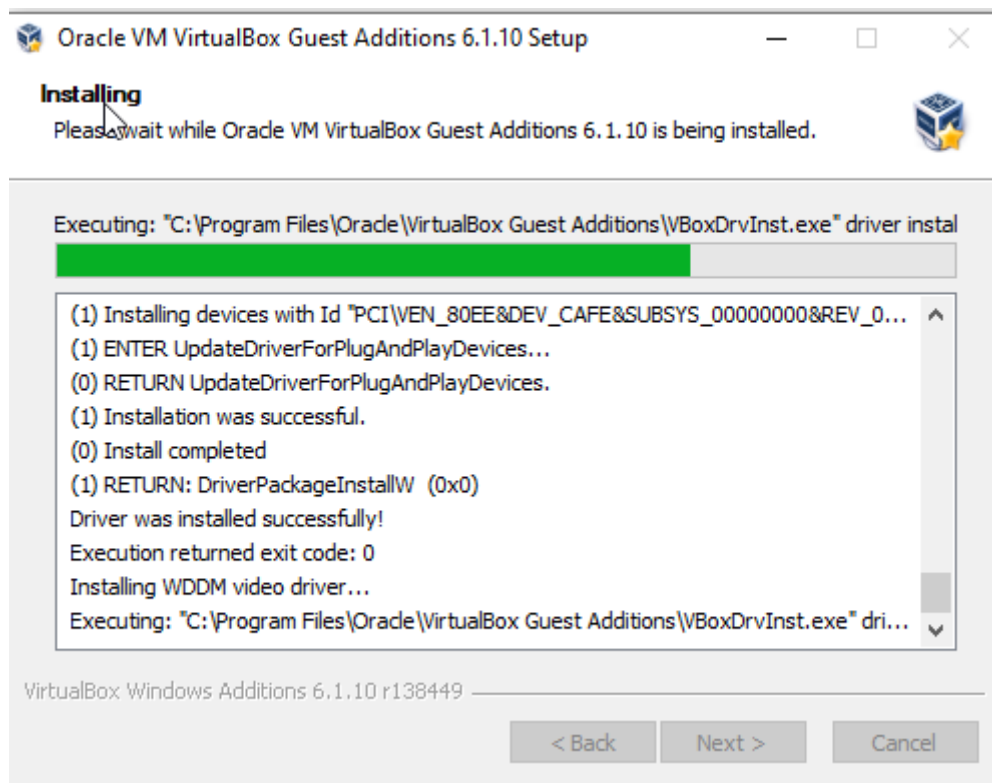 Oracle VM VirtualBox Guest Additions 6.1.10 Setup
Installing
Please wait while Oracle VM VirtualBox Guest Additions 6.1.10 is being installed.
Executing: "C:\Program Files\Oracle\VirtualBox Guest Additions\VBoxDrvInst.exe" driver instal
(1) Installing devices with Id "PCI\VEN_80EE&DEV_CAFE&SUBSYS_00000000&REV_0...
(1) ENTER UpdateDriverForPlugAndPlayDevices...
(0) RETURN UpdateDriverForPlugAndPlayDevices.
(1) Installation was successful.
(0) Install completed
(1) RETURN: DriverPackageInstallW (0x0)
Driver was installed successfully!
Execution returned exit code: 0
Installing WDDM video driver...
Executing: "C:\Program Files\Oracle\VirtualBox Guest Additions\VBoxDrvInst.exe" dri...
VirtualBox Windows Additions 6.1.10 r138449
< Back Next > Cancel